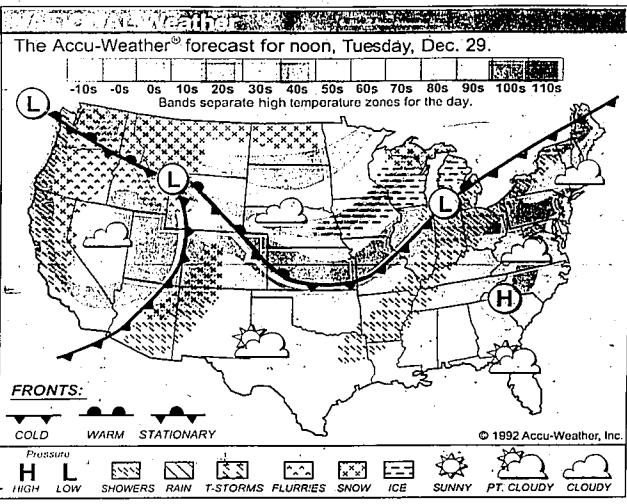 NATIONAL Weather
The Accu-Weather® forecast for noon, Tuesday, Dec. 29.
-10s -0s 0s 10s 20s 30s 40s 50s 60s 70s 80s 90s 100s 110s
Bands separate high temperature zones for the day.
L
L
L
H
FRONTS:
COLD WARM STATIONARY
© 1992 Accu-Weather, Inc.
Pressure
H L
HIGH LOW SHOWERS RAIN T-STORMS FLURRIES SNOW ICE SUNNY PT. CLOUDY CLOUDY